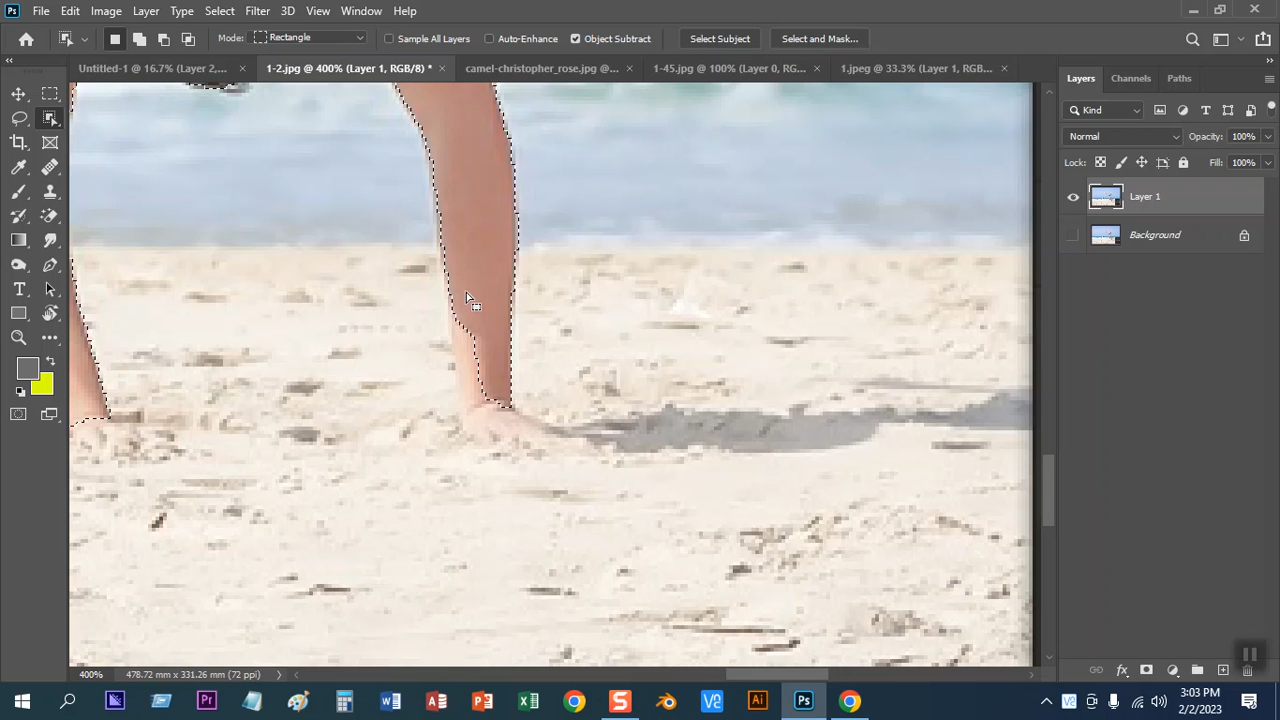 Ps File Edit Image Layer Type Select Filter 3D View Window Help
Mode: Rectangle Sample All Layers Auto-Enhance Object Subtract Select Subject Select and Mask...
Untitled-1 @ 16.7% (Layer 2,... × 1-2.jpg @ 400% (Layer 1, RGB/8) * × camel-christopher_rose.jpg @... × 1-45.jpg @ 100% (Layer 0, RG... × 1.jpeg @ 33.3% (Layer 1, RGB... ×
Layers Channels Paths
Kind
Normal Opacity: 100%
Lock: Fill: 100%
Layer 1
Background
400% 478.72 mm x 331.26 mm (72 ppi)
3:03 PM
2/2/2023